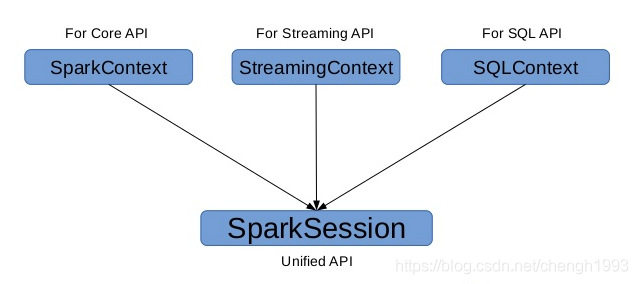 For Core API
For Streaming API
For SQL API
SparkContext
StreamingContext
SQLContext
SparkSession
Unified API
https://blog.csdn.net/chengh1993